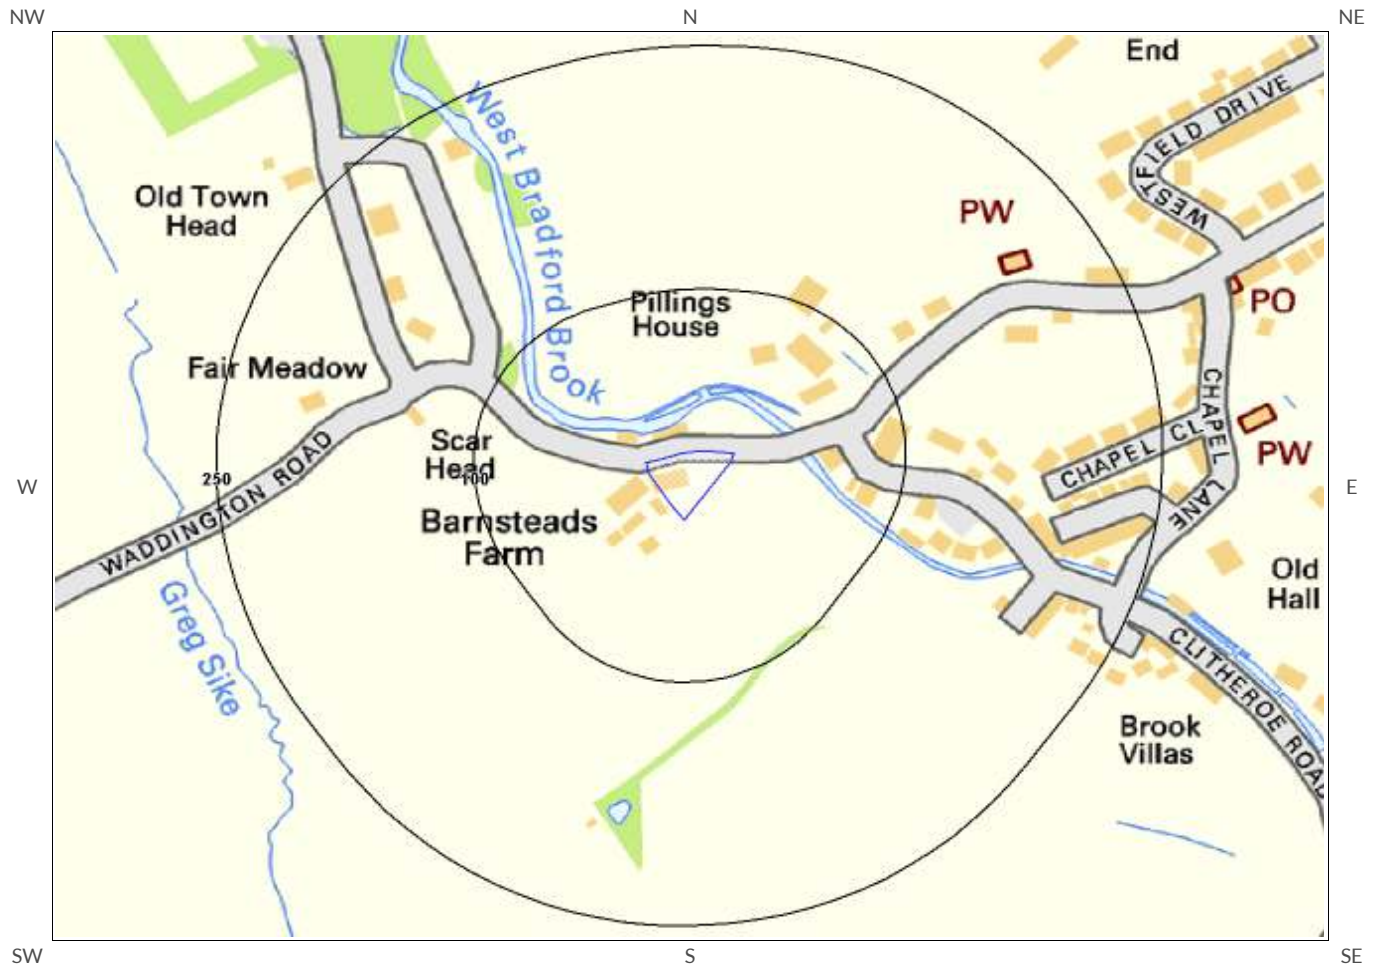 NW
N
NE
End
WESTFIELD DRIVE
West Bradford Brook
Old Town
Head
PW
Pillings
House
PO
Fair Meadow
CHAPEL LANE
Scar
Head
CHAPEL CL
PW
WADDINGTON ROAD
250
100
W
E
Barnsteads
Farm
Old
Hall
Greg Sike
CLITHEROE ROAD
Brook
Villas
SW
S
SE